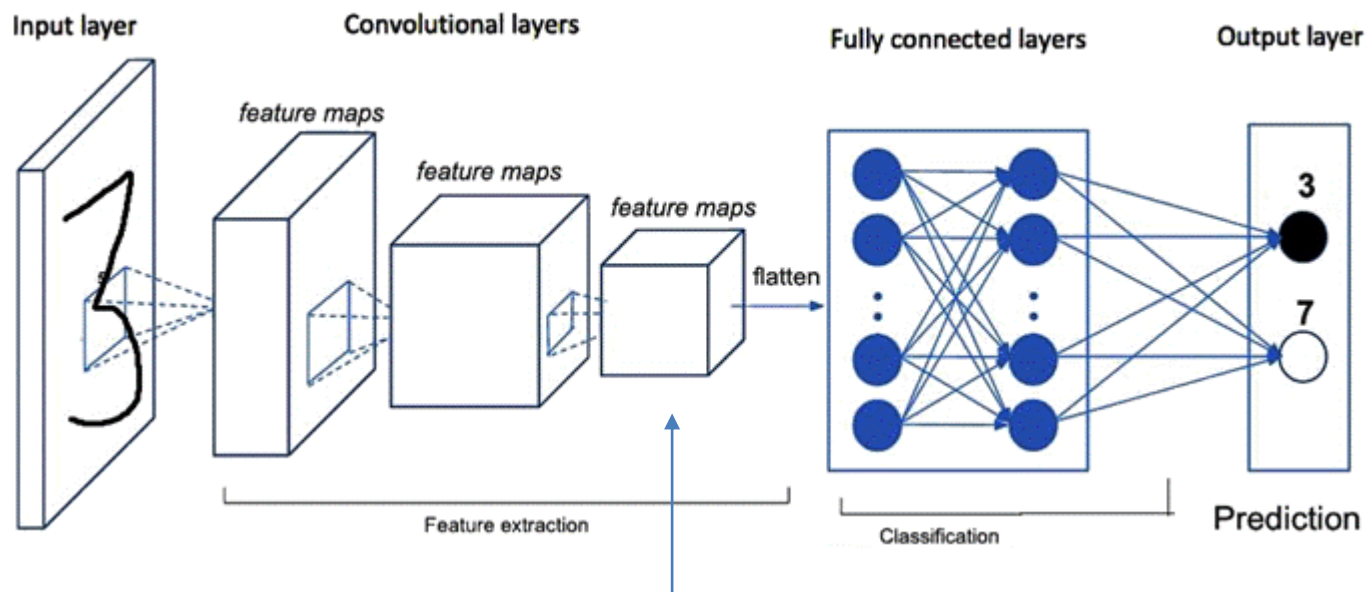 Input layer
Convolutional layers
Fully connected layers
Output layer
feature maps
feature maps
feature maps
flatten
3
7
Feature extraction
Classification
Prediction